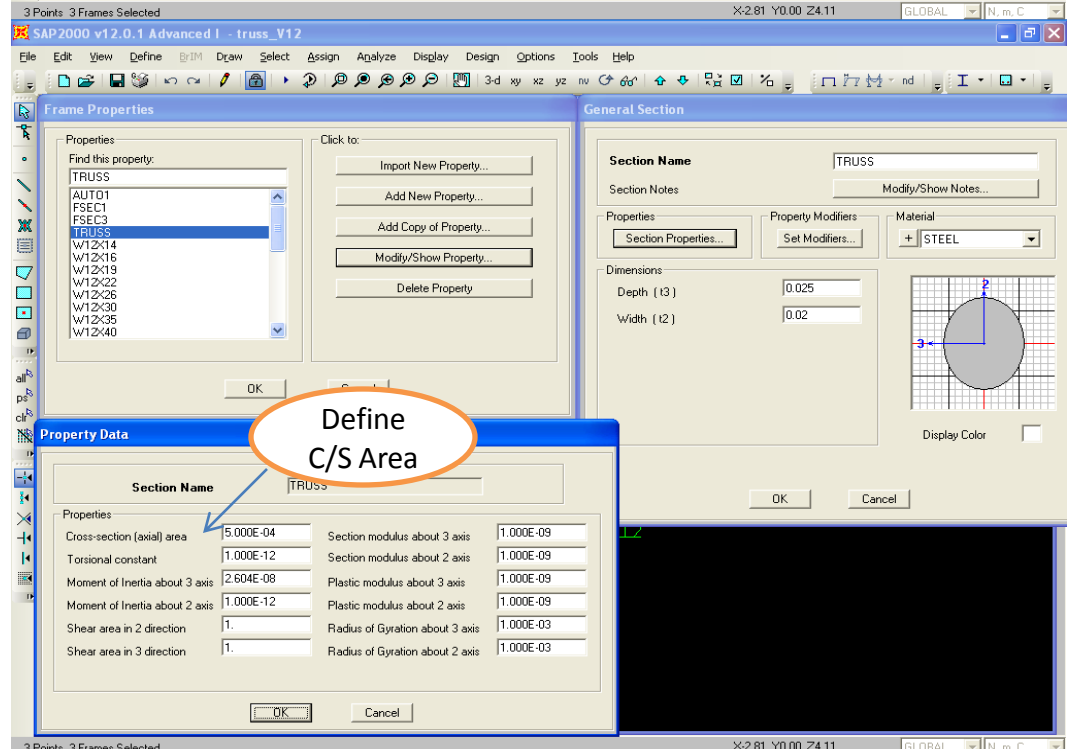 3 Points 3 Frames Selected X-2.81 Y0.00 Z4.11 GLOBAL N, m, C
SAP2000 v12.0.1 Advanced I - truss_V12
File Edit View Define BrIM Draw Select Assign Analyze Display Design Options Tools Help
3-d xy xz yz nv nd
Frame Properties
Properties
Find this property:
TRUSS
AUTO1
FSEC1
FSEC3
TRUSS
W12X14
W12X16
W12X19
W12X22
W12X26
W12X30
W12X35
W12X40
Click to:
Import New Property...
Add New Property...
Add Copy of Property...
Modify/Show Property...
Delete Property
OK
General Section
Section Name TRUSS
Section Notes Modify/Show Notes...
Properties
Section Properties...
Property Modifiers
Set Modifiers...
Material
+ STEEL
Dimensions
Depth ( t3 ) 0.025
Width ( t2 ) 0.02
2
3
Display Color
OK Cancel
all
ps
clr
Define
C/S Area
Property Data
Section Name TRUSS
Properties
Cross-section (axial) area 5.000E-04
Torsional constant 1.000E-12
Moment of Inertia about 3 axis 2.604E-08
Moment of Inertia about 2 axis 1.000E-12
Shear area in 2 direction 1.
Shear area in 3 direction 1.
Section modulus about 3 axis 1.000E-09
Section modulus about 2 axis 1.000E-09
Plastic modulus about 3 axis 1.000E-09
Plastic modulus about 2 axis 1.000E-09
Radius of Gyration about 3 axis 1.000E-03
Radius of Gyration about 2 axis 1.000E-03
OK Cancel
3 Points 3 Frames Selected X-2.81 Y0.00 Z4.11 GLOBAL N, m, C